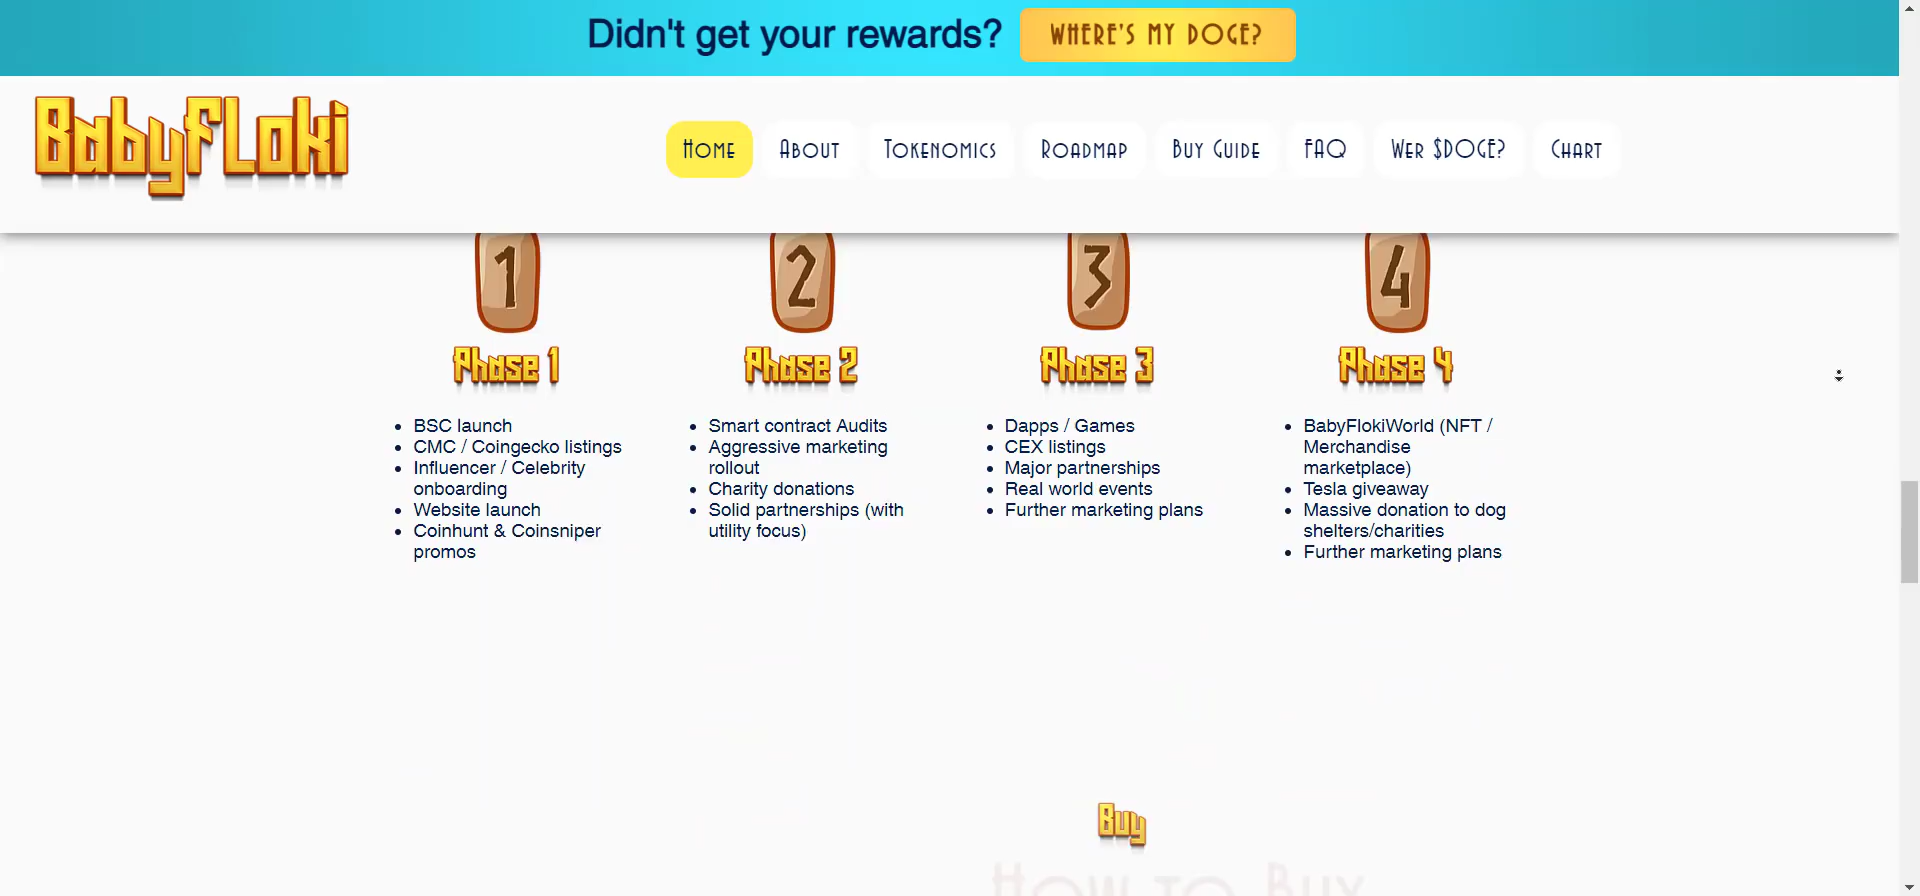 Didn't get your rewards? WHERE'S MY DOGE?
BabyFloki
Home About Tokenomics Roadmap Buy Guide FAQ Wer $DOGE? Chart
1 2 3 4
Phase 1 Phase 2 Phase 3 Phase 4
BSC launch
CMC / Coingecko listings
Influencer / Celebrity
onboarding
Website launch
Coinhunt & Coinsniper
promos
Smart contract Audits
Aggressive marketing
rollout
Charity donations
Solid partnerships (with
utility focus)
Dapps / Games
CEX listings
Major partnerships
Real world events
Further marketing plans
BabyFlokiWorld (NFT /
Merchandise
marketplace)
Tesla giveaway
Massive donation to dog
shelters/charities
Further marketing plans
Buy
How to Buy